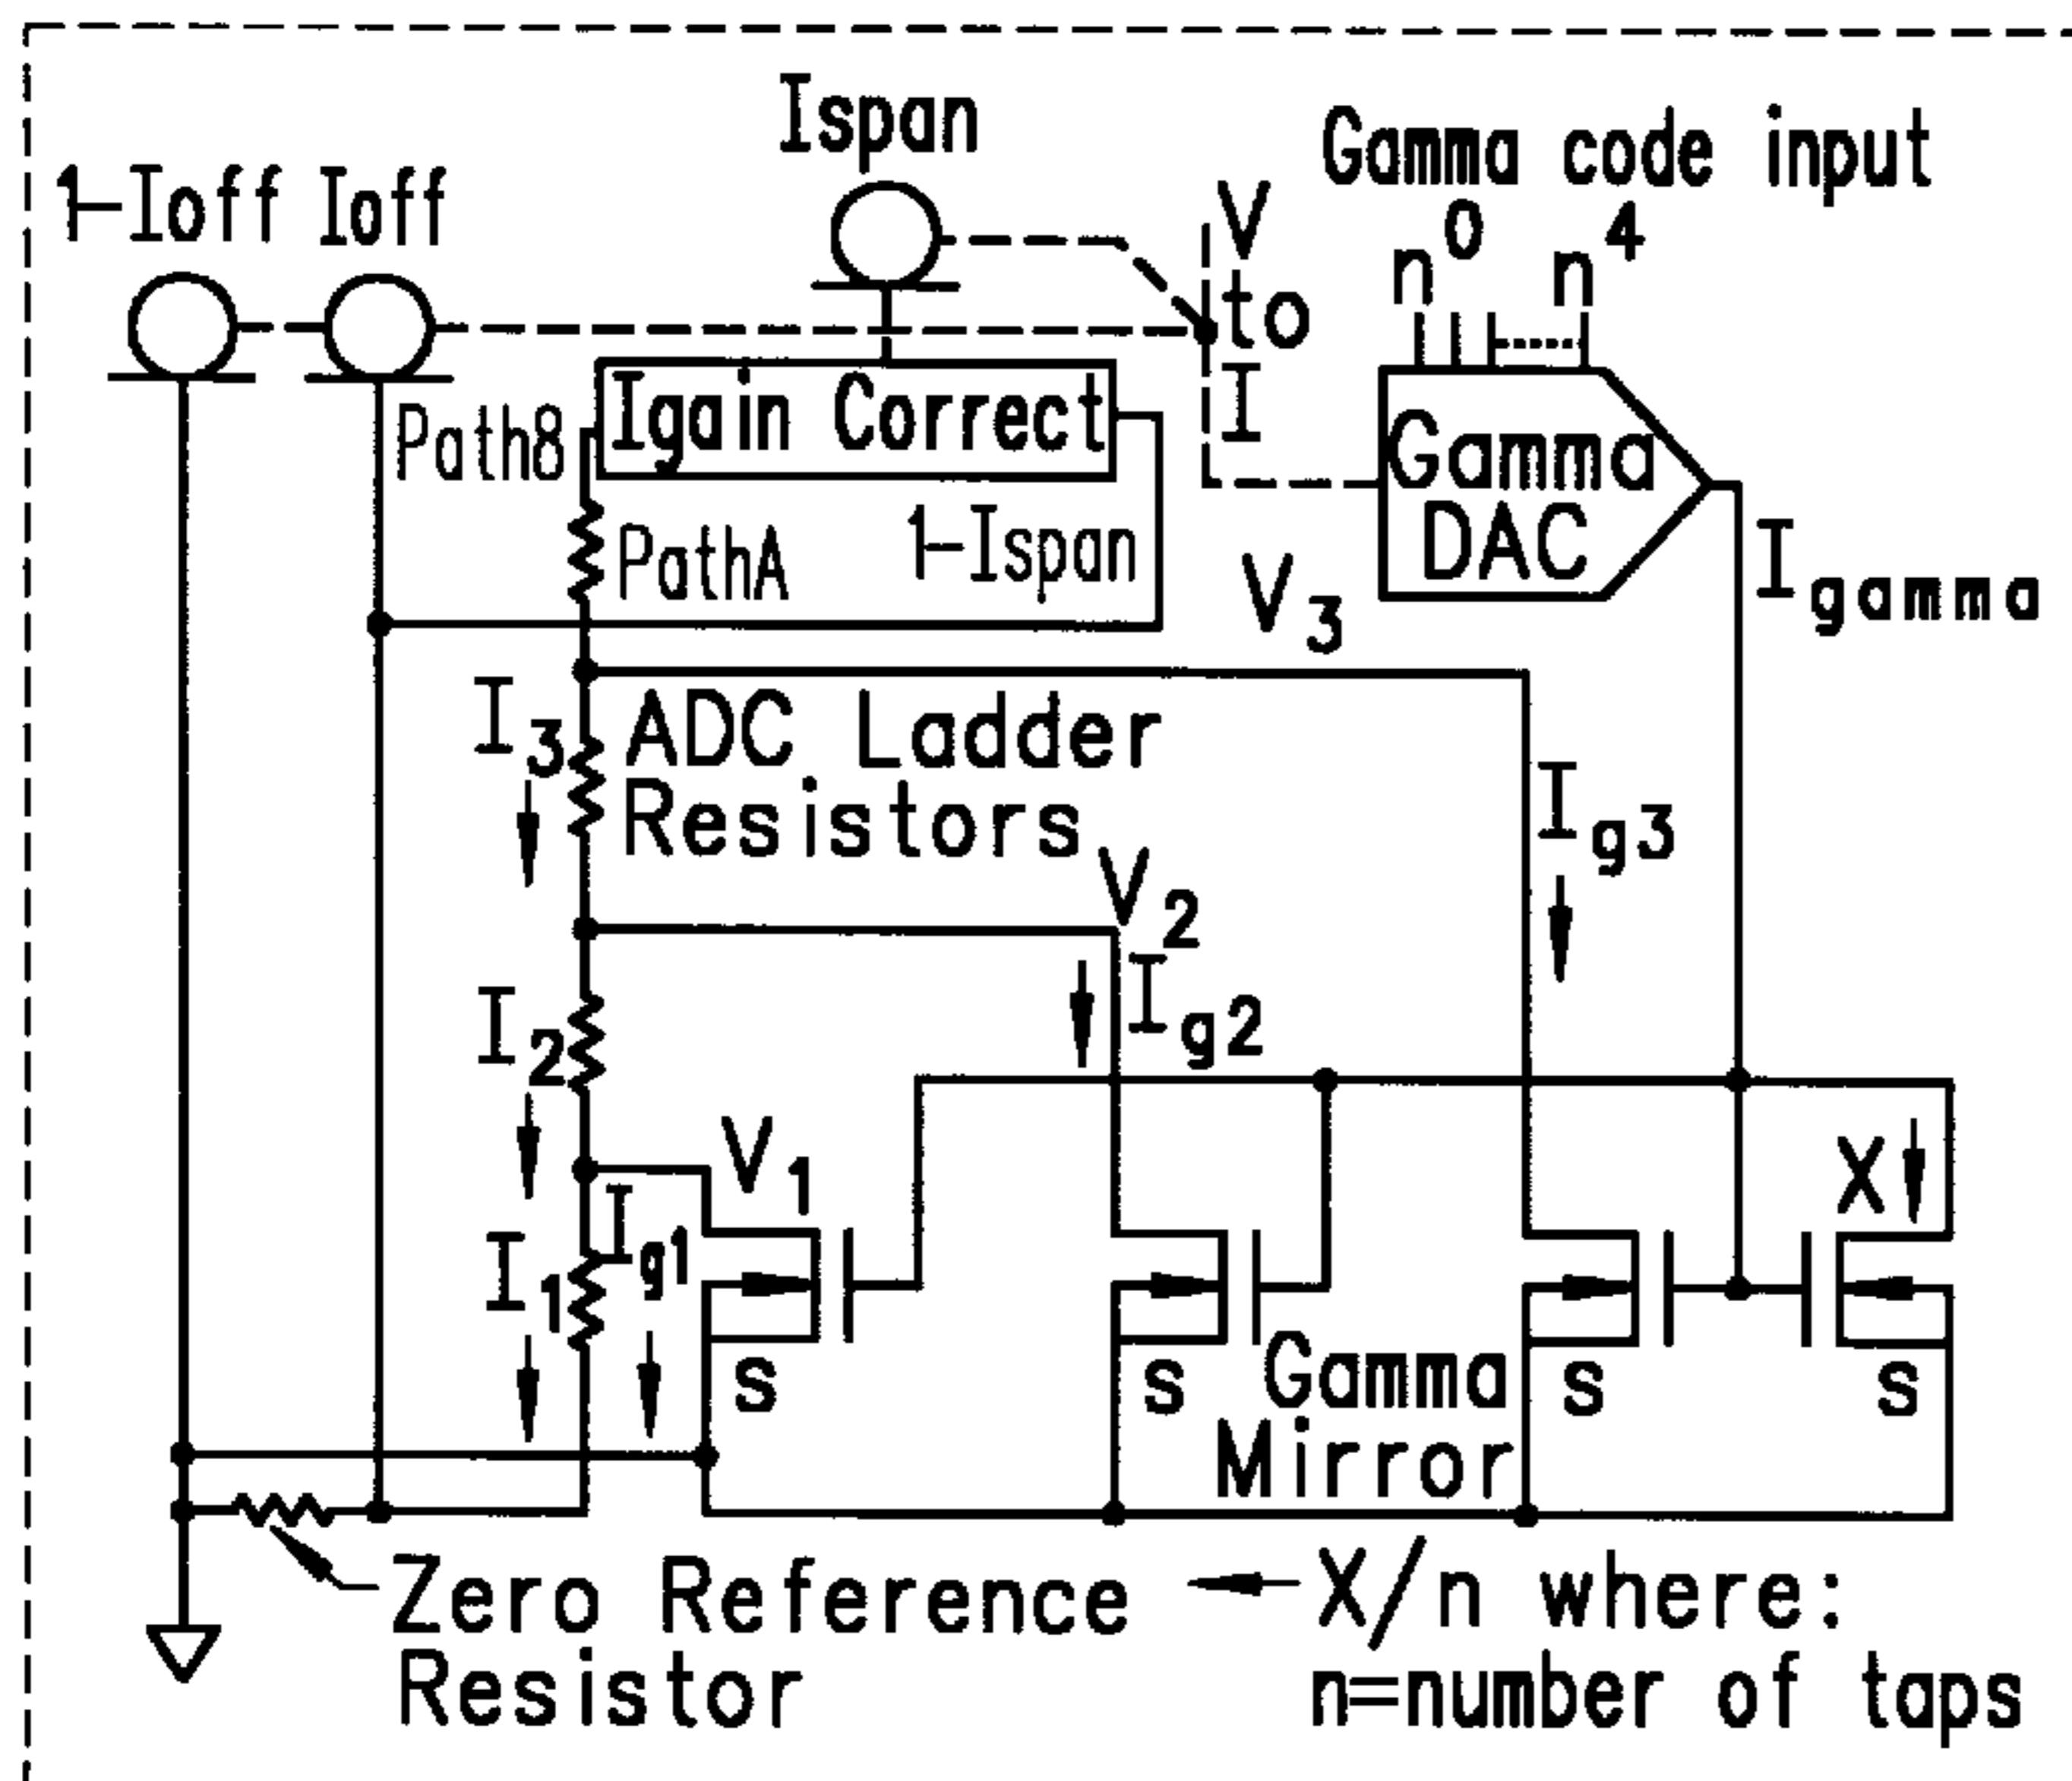 Ispan
Gamma code input
1-Ioff Ioff
V
to
I
n⁰ n⁴
Igain Correct
Path8
Gamma
DAC
PathA
1-Ispan
V₃
Igamma
I₃
ADC Ladder
Resistors
Ig3
V₂
Ig2
I₂
V₁
X
Ig1
I₁
S
S
S
S
Gamma
Mirror
Zero Reference
Resistor
X/n where:
n=number of taps